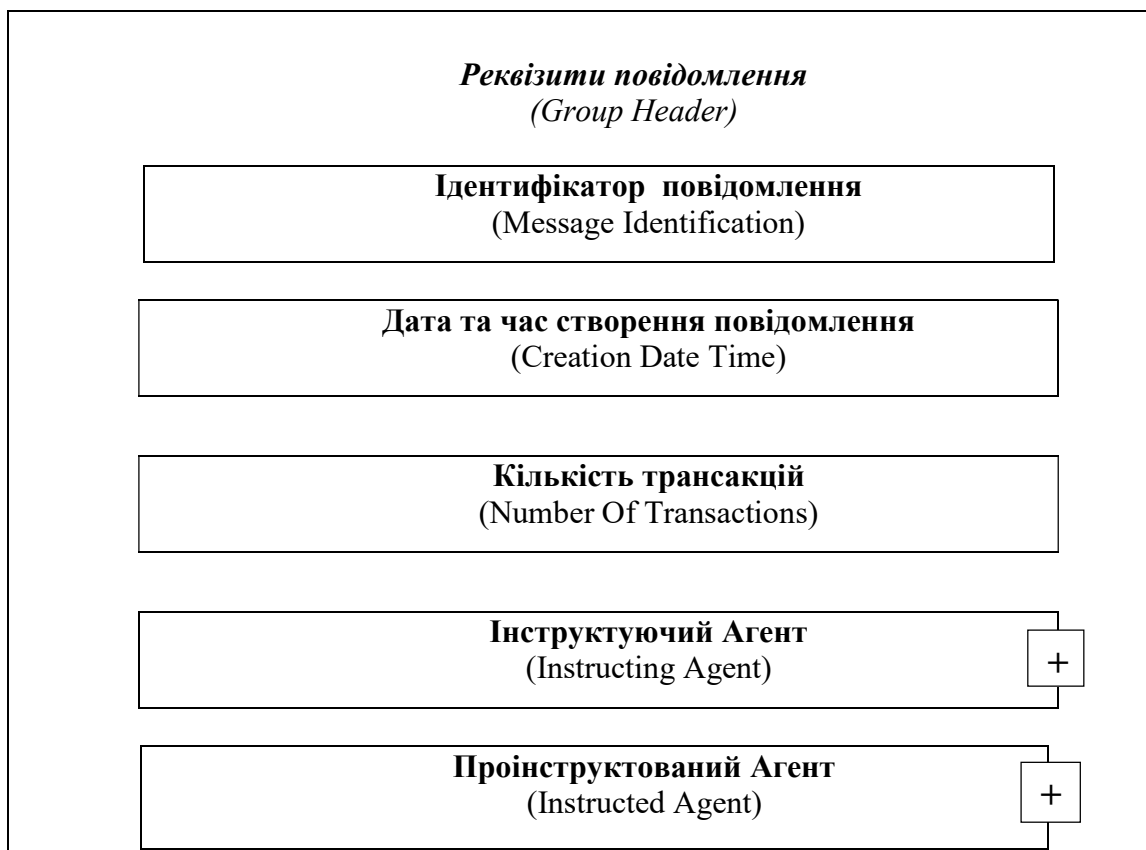 Реквізити повідомлення
(Group Header)
Ідентифікатор повідомлення
(Message Identification)
Дата та час створення повідомлення
(Creation Date Time)
Кількість трансакцій
(Number Of Transactions)
Інструктуючий Агент
(Instructing Agent)
+
Проінструктований Агент
(Instructed Agent)
+